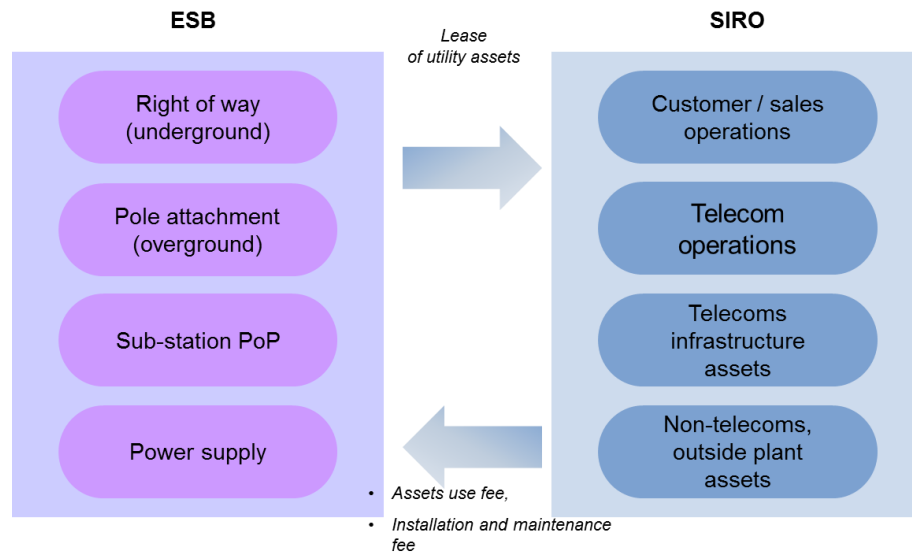 ESB
Right of way
(underground)
Pole attachment
(overground)
Sub-station PoP
Power supply
Lease
of utility assets
• Assets use fee,
• Installation and maintenance
fee
SIRO
Customer / sales
operations
Telecom
operations
Telecoms
infrastructure
assets
Non-telecoms,
outside plant
assets